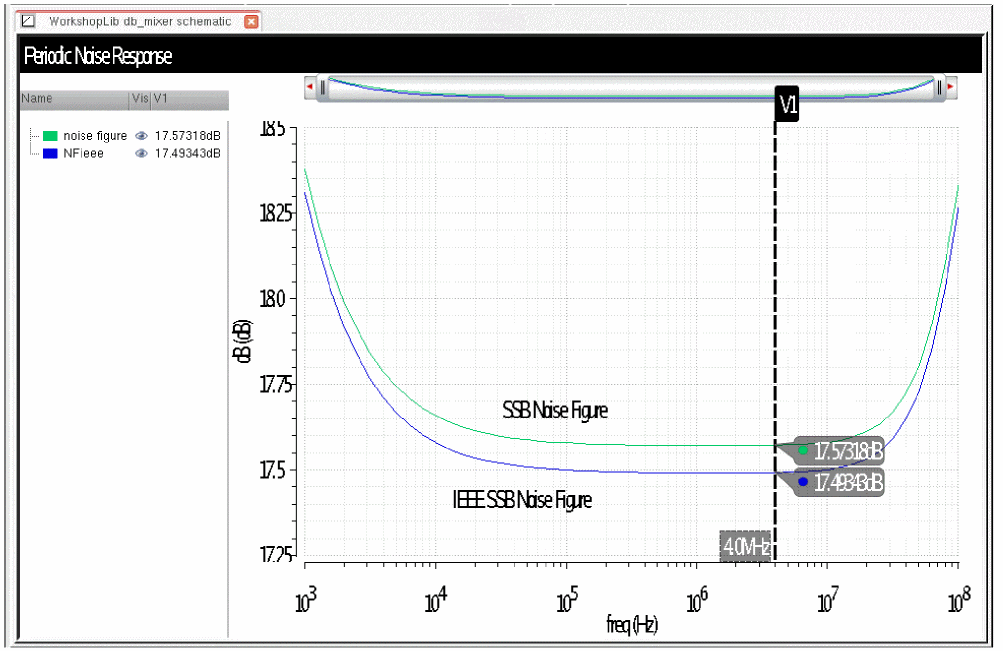 WorkshopLib db_mixer schematic
Periodic Noise Response
Name Vis V1
noise figure 17.57318dB
NFieee 17.49343dB
V1
18.5
18.25
18.0
17.75
17.5
17.25
dB (dB)
SSB Noise Figure
IEEE SSB Noise Figure
17.57318dB
17.49343dB
4.0MHz
10^3 10^4 10^5 10^6 10^7 10^8
freq (Hz)